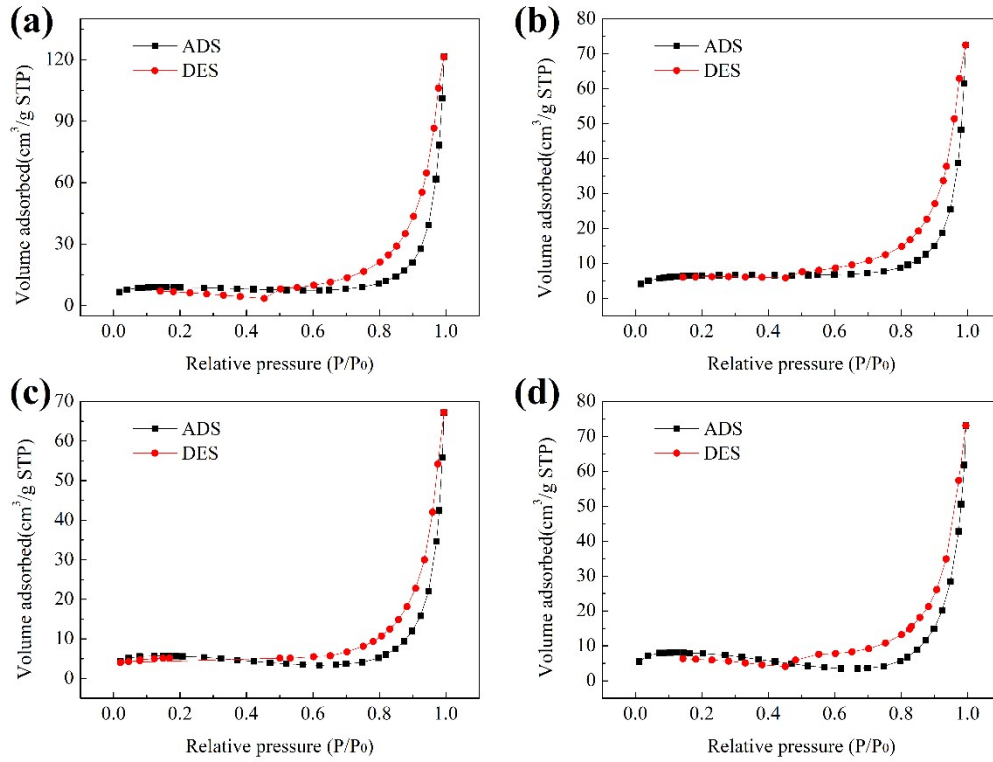 (a)
ADS
DES
120
90
60
30
0
0.0 0.2 0.4 0.6 0.8 1.0
Volume adsorbed(cm³/g STP)
Relative pressure (P/P₀)
(b)
ADS
DES
80
70
60
50
40
30
20
10
0
0.0 0.2 0.4 0.6 0.8 1.0
Volume adsorbed(cm³/g STP)
Relative pressure (P/P₀)
(c)
ADS
DES
70
60
50
40
30
20
10
0
0.0 0.2 0.4 0.6 0.8 1.0
Volume adsorbed(cm³/g STP)
Relative pressure (P/P₀)
(d)
ADS
DES
80
70
60
50
40
30
20
10
0
0.0 0.2 0.4 0.6 0.8 1.0
Volume adsorbed(cm³/g STP)
Relative pressure (P/P₀)